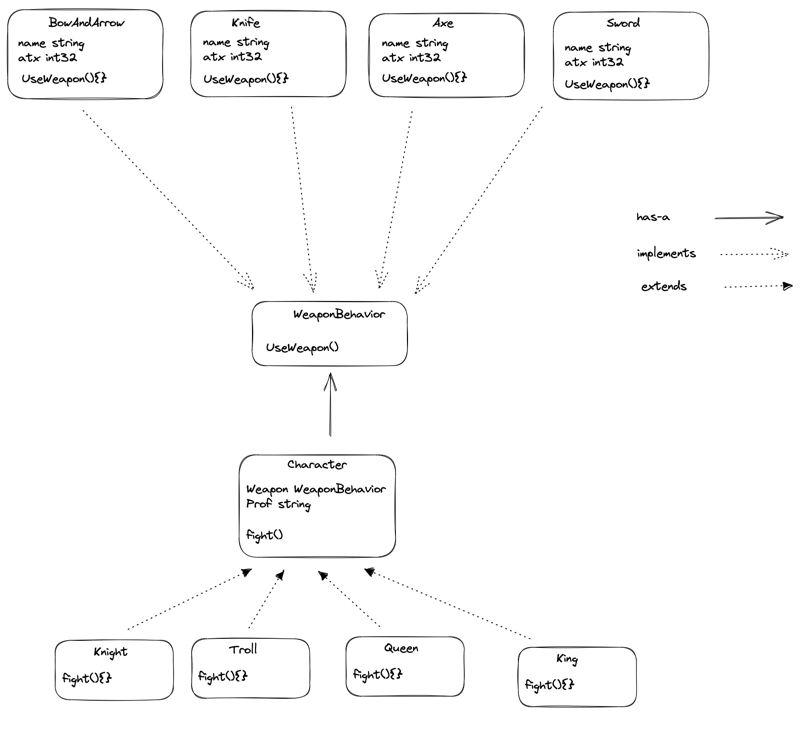 BowAndArrow
name string
atx int32
UseWeapon(){}
Knife
name string
atx int32
UseWeapon(){}
Axe
name string
atx int32
UseWeapon(){}
Sword
name string
atx int32
UseWeapon(){}
has-a
implements
extends
WeaponBehavior
UseWeapon()
Character
Weapon WeaponBehavior
Prof string
fight()
Knight
fight(){}
Troll
fight(){}
Queen
fight(){}
King
fight(){}